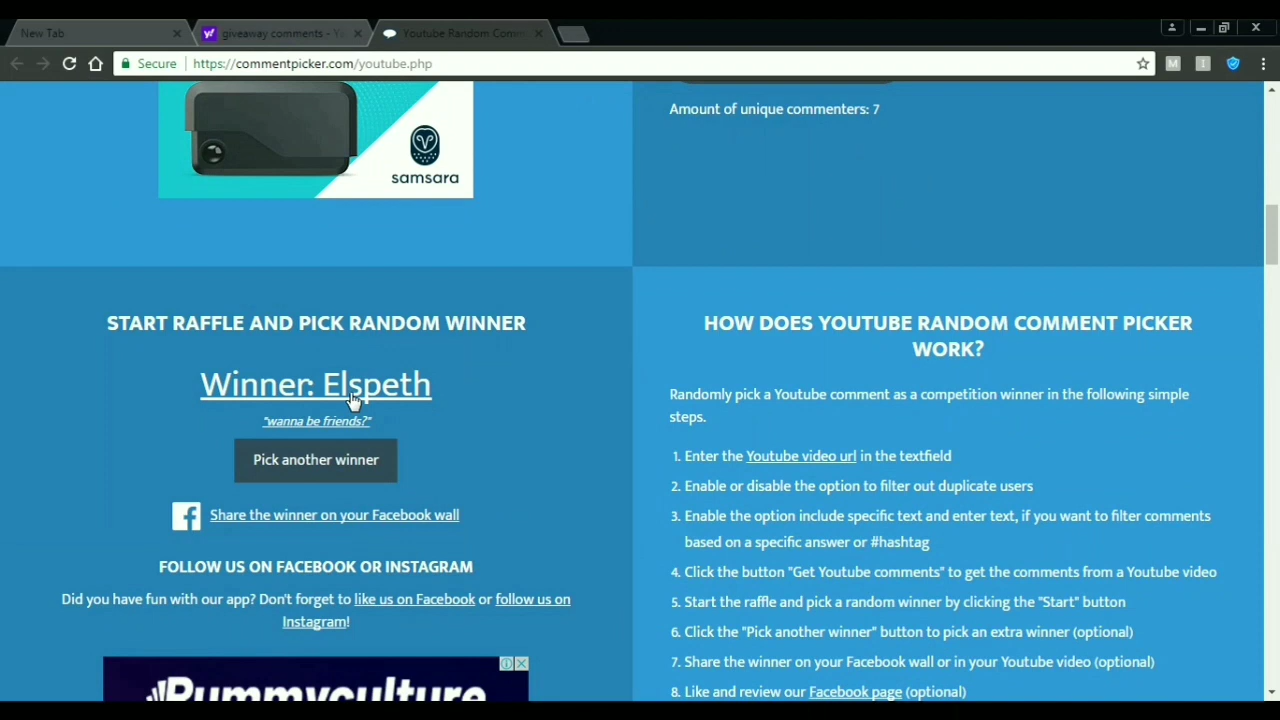 New Tab
giveaway comments - Y
Youtube Random Com
Secure
https://commentpicker.com/youtube.php
M
I
samsara
Amount of unique commenters: 7
START RAFFLE AND PICK RANDOM WINNER
Winner: Elspeth
"wanna be friends?"
Pick another winner
Share the winner on your Facebook wall
FOLLOW US ON FACEBOOK OR INSTAGRAM
Did you have fun with our app? Don't forget to like us on Facebook or follow us on
Instagram!
Rummyculture
HOW DOES YOUTUBE RANDOM COMMENT PICKER
WORK?
Randomly pick a Youtube comment as a competition winner in the following simple
steps.
1. Enter the Youtube video url in the textfield
2. Enable or disable the option to filter out duplicate users
3. Enable the option include specific text and enter text, if you want to filter comments
based on a specific answer or #hashtag
4. Click the button "Get Youtube comments" to get the comments from a Youtube video
5. Start the raffle and pick a random winner by clicking the "Start" button
6. Click the "Pick another winner" button to pick an extra winner (optional)
7. Share the winner on your Facebook wall or in your Youtube video (optional)
8. Like and review our Facebook page (optional)